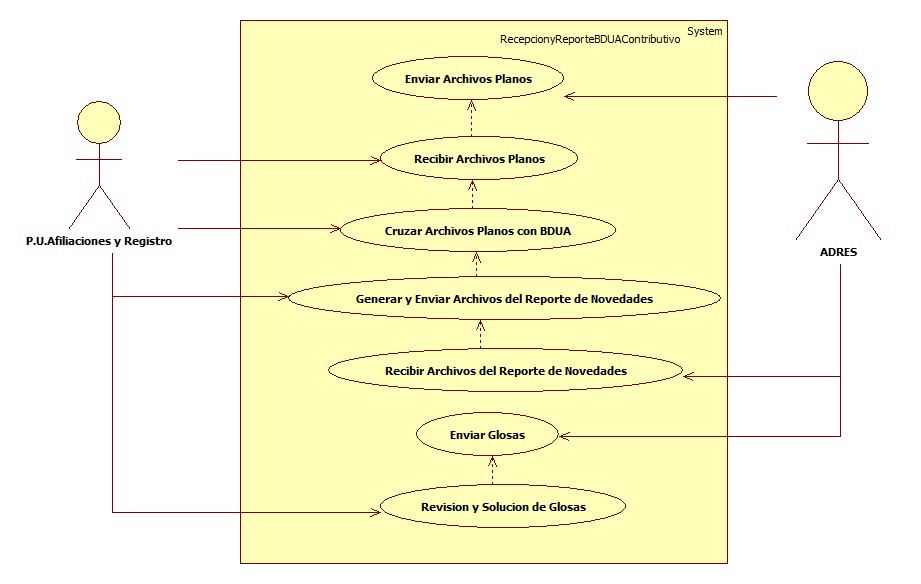 System
RecepcionyReporteBDUAContributivo
Enviar Archivos Planos
Recibir Archivos Planos
Cruzar Archivos Planos con BDUA
P.U.Afiliaciones y Registro
ADRES
Generar y Enviar Archivos del Reporte de Novedades
Recibir Archivos del Reporte de Novedades
Enviar Glosas
Revision y Solucion de Glosas